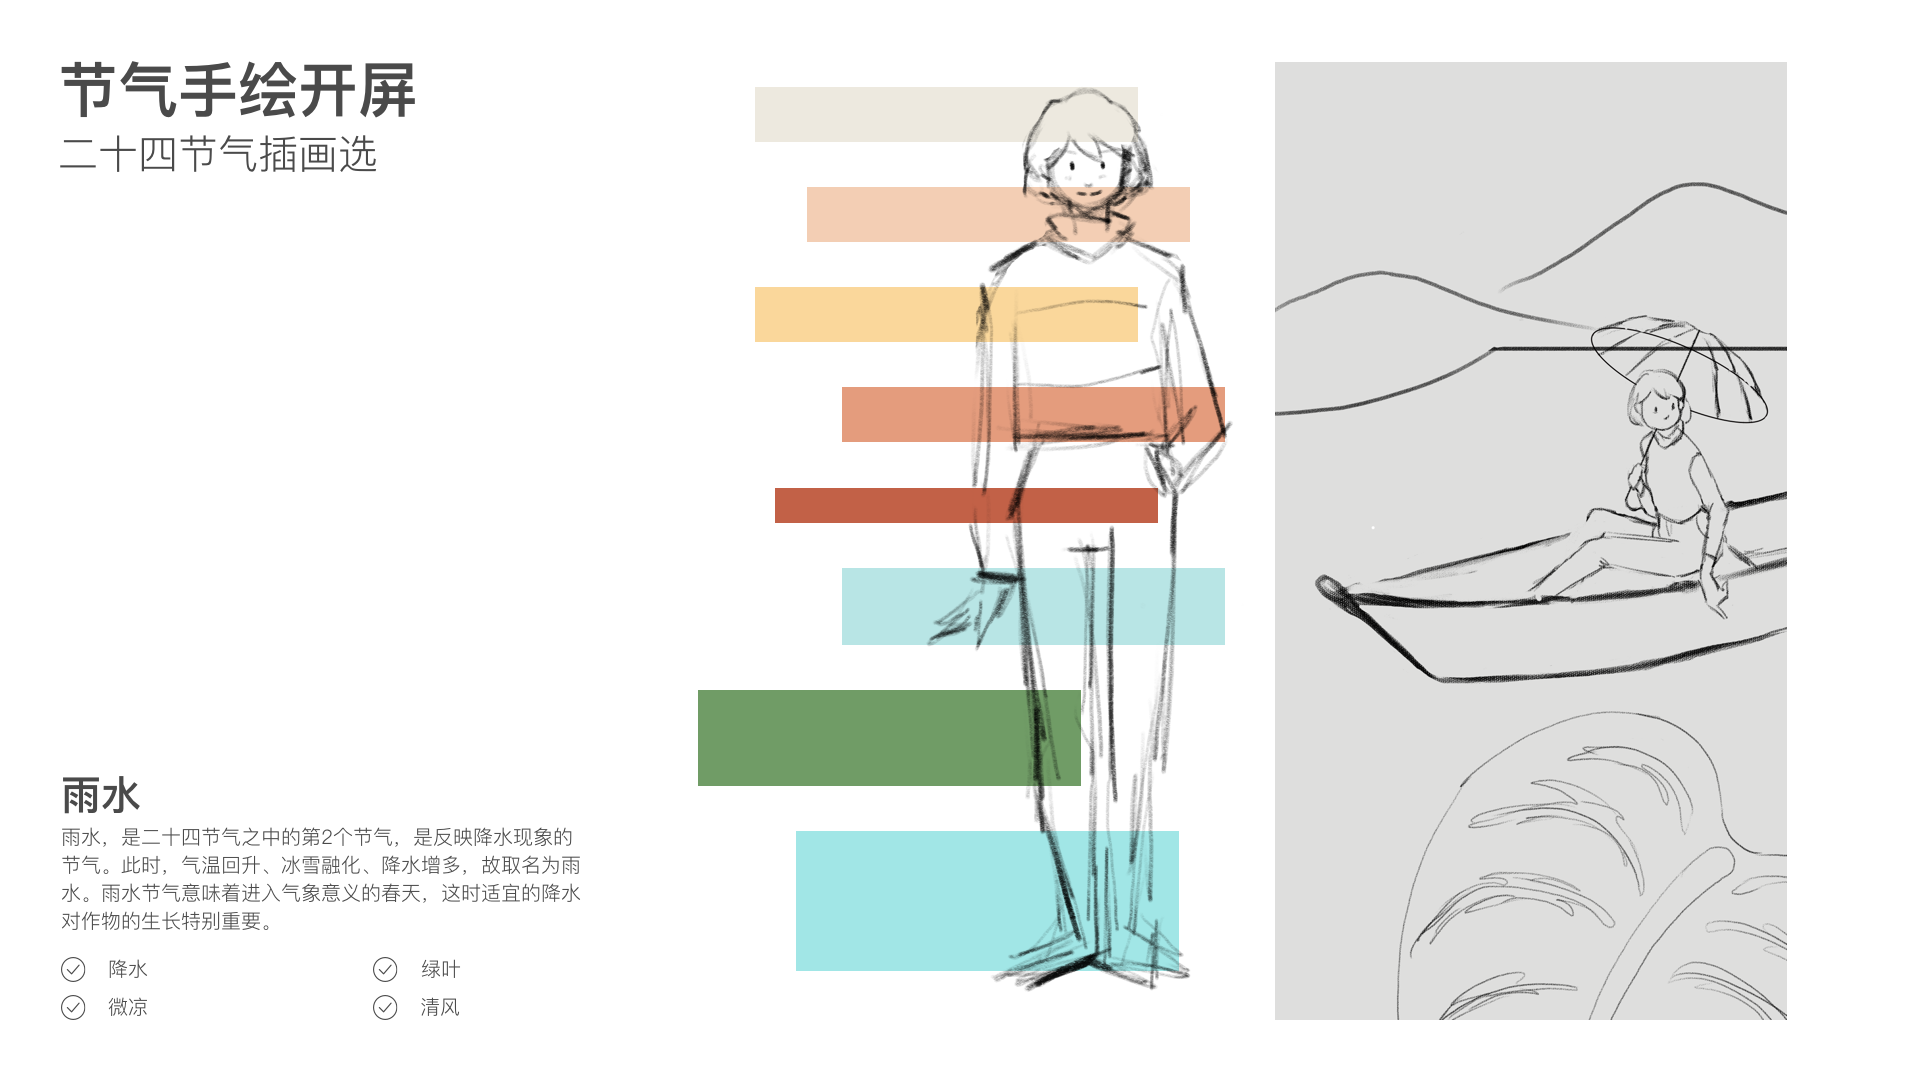 节气手绘开屏
二十四节气插画选
雨水
雨水，是二十四节气之中的第2个节气，是反映降水现象的
节气。此时，气温回升、冰雪融化、降水增多，故取名为雨
水。雨水节气意味着进入气象意义的春天，这时适宜的降水
对作物的生长特别重要。
降水
绿叶
微凉
清风